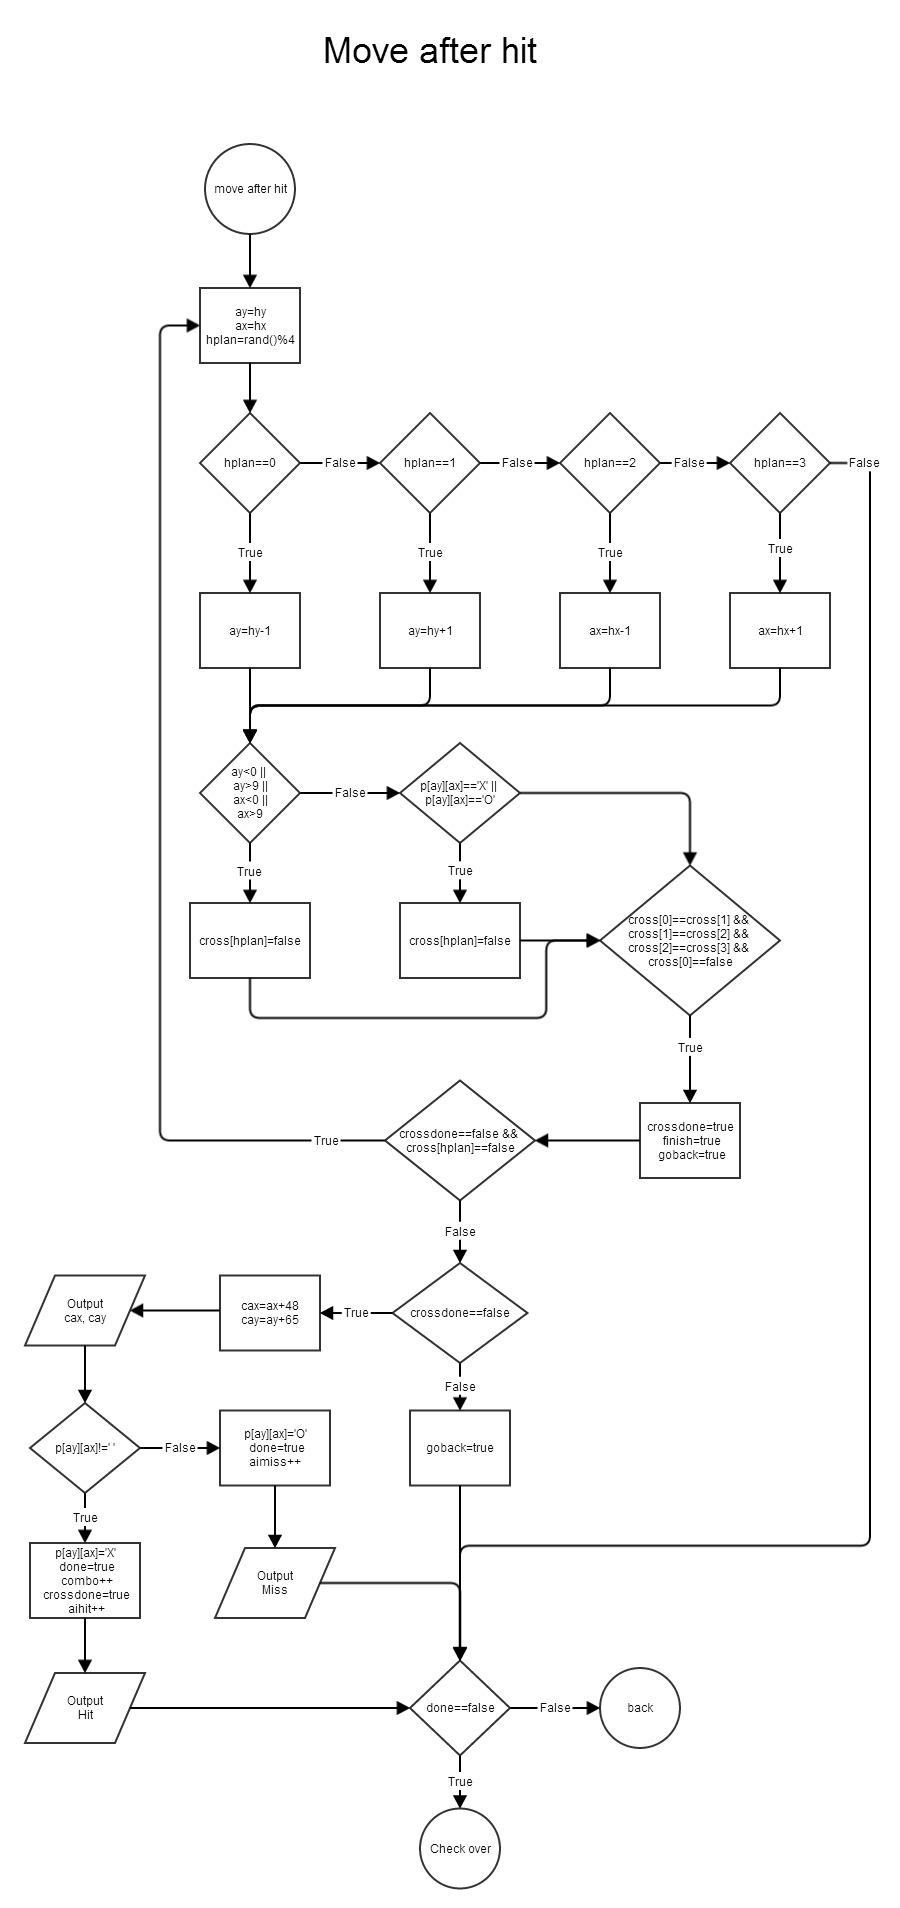 Move after hit
move after hit
ay=hy
ax=hx
hplan=rand()%4
hplan==0
False
hplan==1
False
hplan==2
False
hplan==3
False
True
True
True
True
ay=hy-1
ay=hy+1
ax=hx-1
ax=hx+1
ay<0 ||
ay>9 ||
ax<0 ||
ax>9
False
p[ay][ax]=='X' ||
p[ay][ax]=='O'
True
True
cross[hplan]=false
cross[hplan]=false
cross[0]==cross[1] &&
cross[1]==cross[2] &&
cross[2]==cross[3] &&
cross[0]==false
True
crossdone=true
finish=true
goback=true
crossdone==false &&
cross[hplan]==false
True
False
Output
cax, cay
cax=ax+48
cay=ay+65
True
crossdone==false
False
p[ay][ax]!=' '
False
p[ay][ax]='O'
done=true
aimiss++
goback=true
True
p[ay][ax]='X'
done=true
combo++
crossdone=true
aihit++
Output
Miss
Output
Hit
done==false
False
back
True
Check over